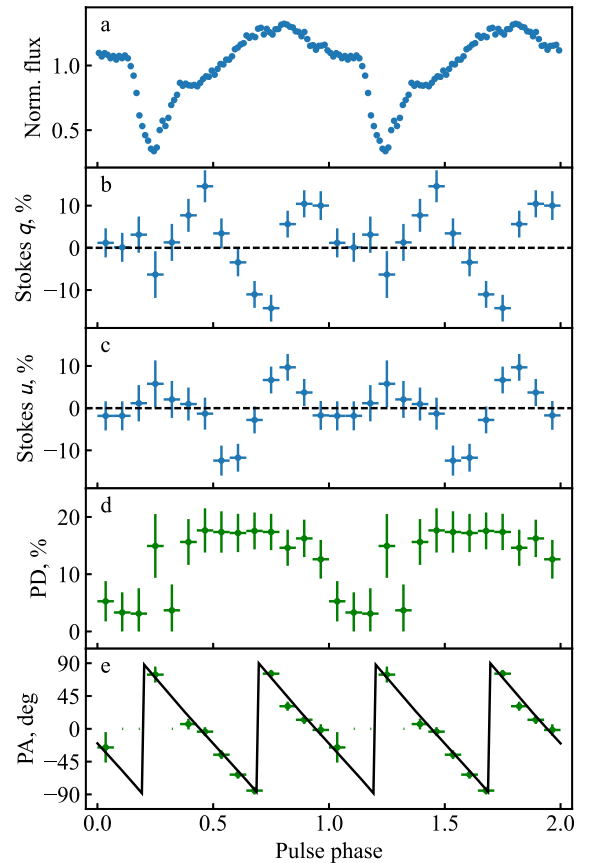 a
Norm. flux
1.0
0.5
b
Stokes q, %
10
0
−10
c
Stokes u, %
10
0
−10
d
PD, %
20
10
0
e
PA, deg
90
45
0
−45
−90
0.0 0.5 1.0 1.5 2.0
Pulse phase